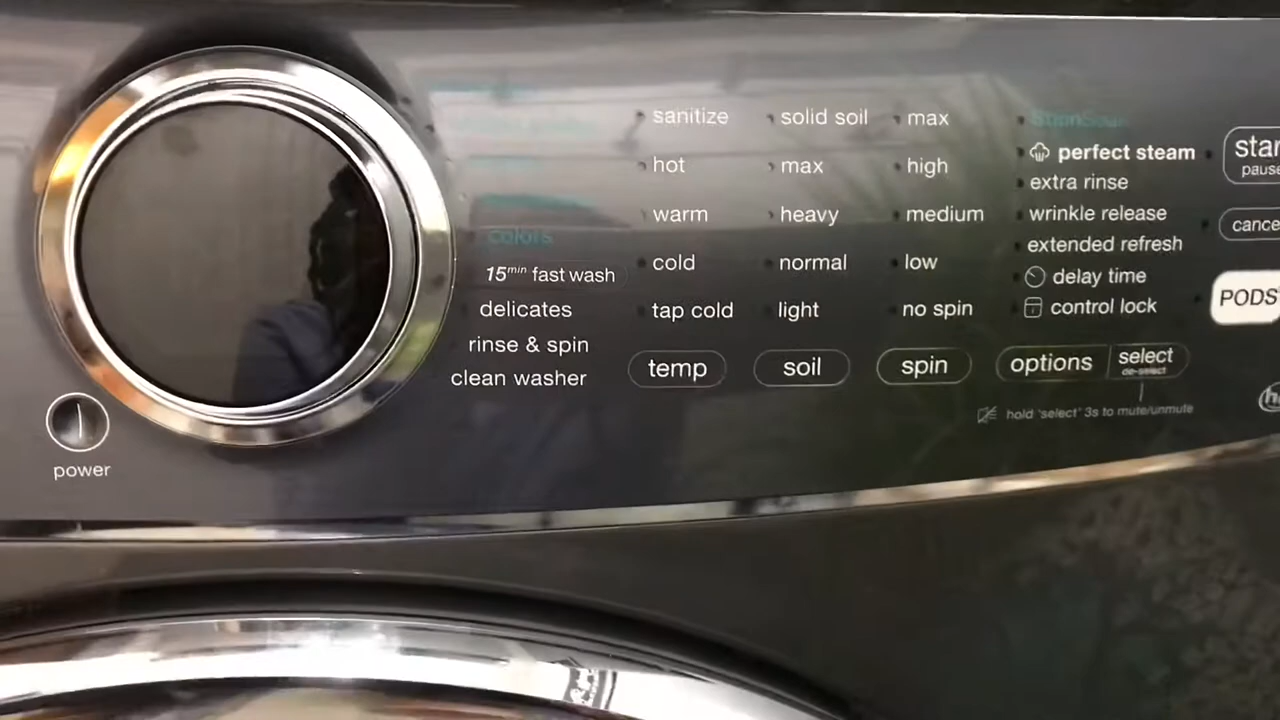 colors
15min fast wash
delicates
rinse & spin
clean washer
sanitize
hot
warm
cold
tap cold
temp
solid soil
max
heavy
normal
light
soil
max
high
medium
low
no spin
spin
perfect steam
extra rinse
wrinkle release
extended refresh
delay time
control lock
options
select
de-select
hold 'select' 3s to mute/unmute
star
pause
cance
PODS
power